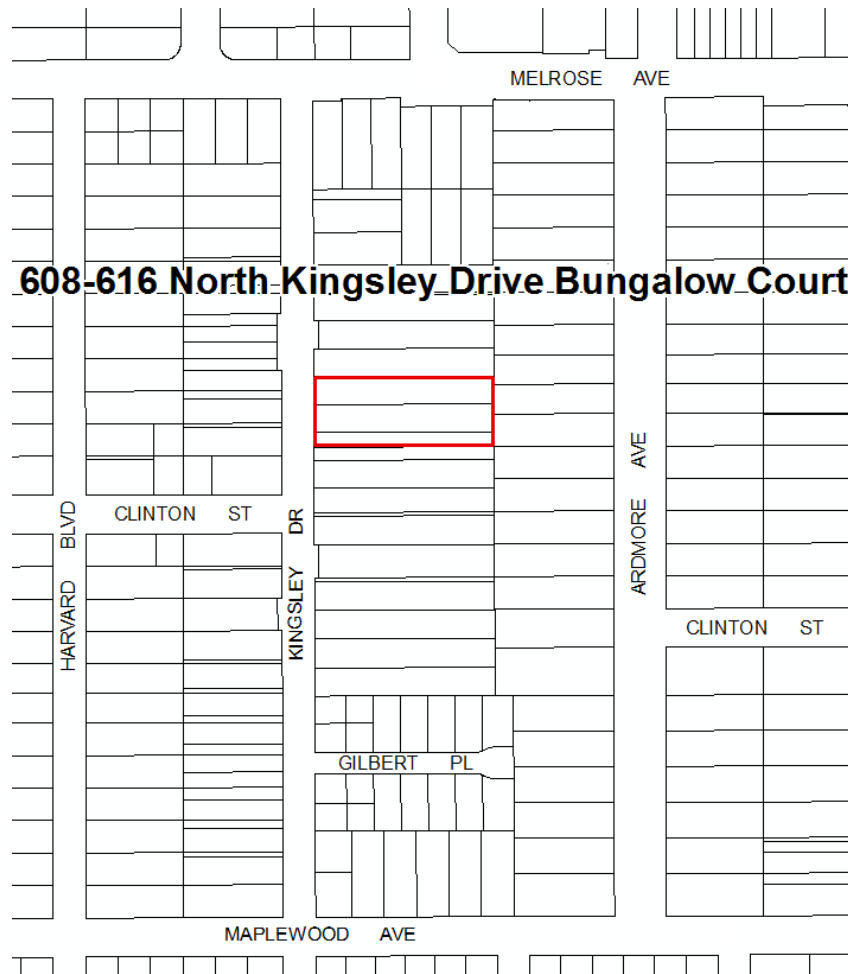 MELROSE AVE
608-616 North Kingsley Drive Bungalow Court
CLINTON ST
HARVARD BLVD
KINGSLEY DR
ARDMORE AVE
CLINTON ST
GILBERT PL
MAPLEWOOD AVE